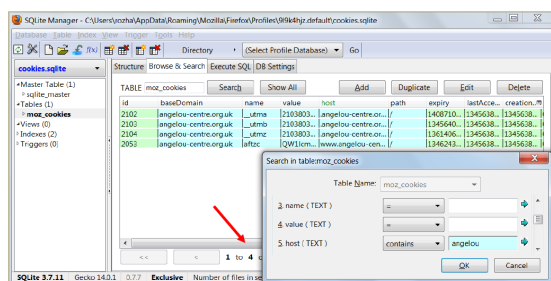 SQLite Manager - C:\Users\rozha\AppData\Roaming\Mozilla\Firefox\Profiles\9l9k4hjz.default\cookies.sqlite
Database Table Index View Trigger Tools Help
f(x) Directory (Select Profile Database) Go
cookies.sqlite Structure Browse & Search Execute SQL DB Settings
Master Table (1) TABLE moz_cookies Search Show All Add Duplicate Edit Delete
sqlite_master
Tables (1) id baseDomain name value host path expiry lastAcce... creation...
moz_cookies 2102 angelou-centre.org.uk __utma 2103803... .angelou-centre.or... / 1408710... 1345638... 1345638...
Views (0) 2103 angelou-centre.org.uk __utmb 2103803... .angelou-centre.or... / 1345640... 1345638... 1345638...
Indexes (2) 2104 angelou-centre.org.uk __utmz 2103803... .angelou-centre.or... / 1361406... 1345638... 1345638...
Triggers (0) 2053 angelou-centre.org.uk aftzc QW1lcm... www.angelou-cen... / 1346243... 1345638... 1345638...
Search in table:moz_cookies X
Table Name: moz_cookies
3. name ( TEXT ) =
4. value ( TEXT ) =
5. host ( TEXT ) contains angelou
<< < 1 to 4 OK Cancel
SQLite 3.7.11 Gecko 14.0.1 0.7.7 Exclusive Number of files in se